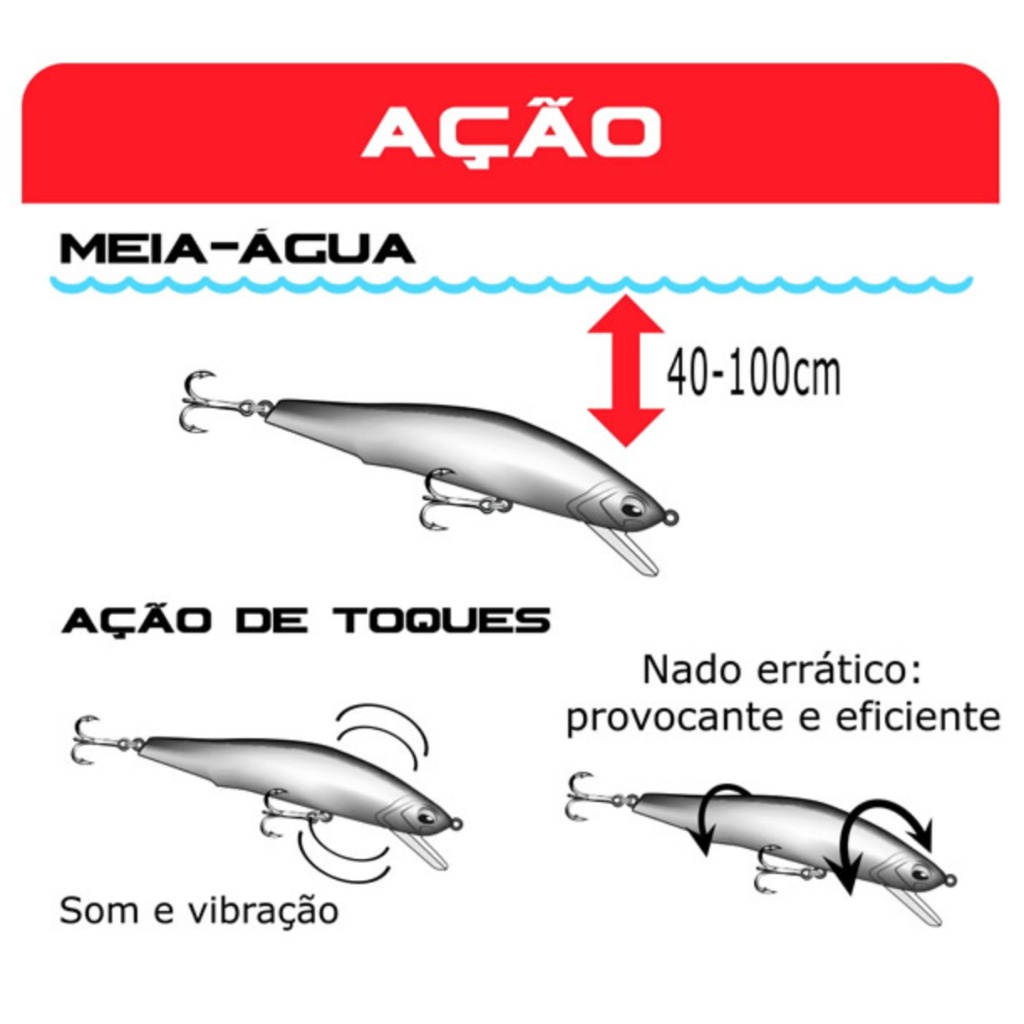 AÇÃO
MEIA-ÁGUA
40-100cm
AÇÃO DE TOQUES
Nado errático:
provocante e eficiente
Som e vibração